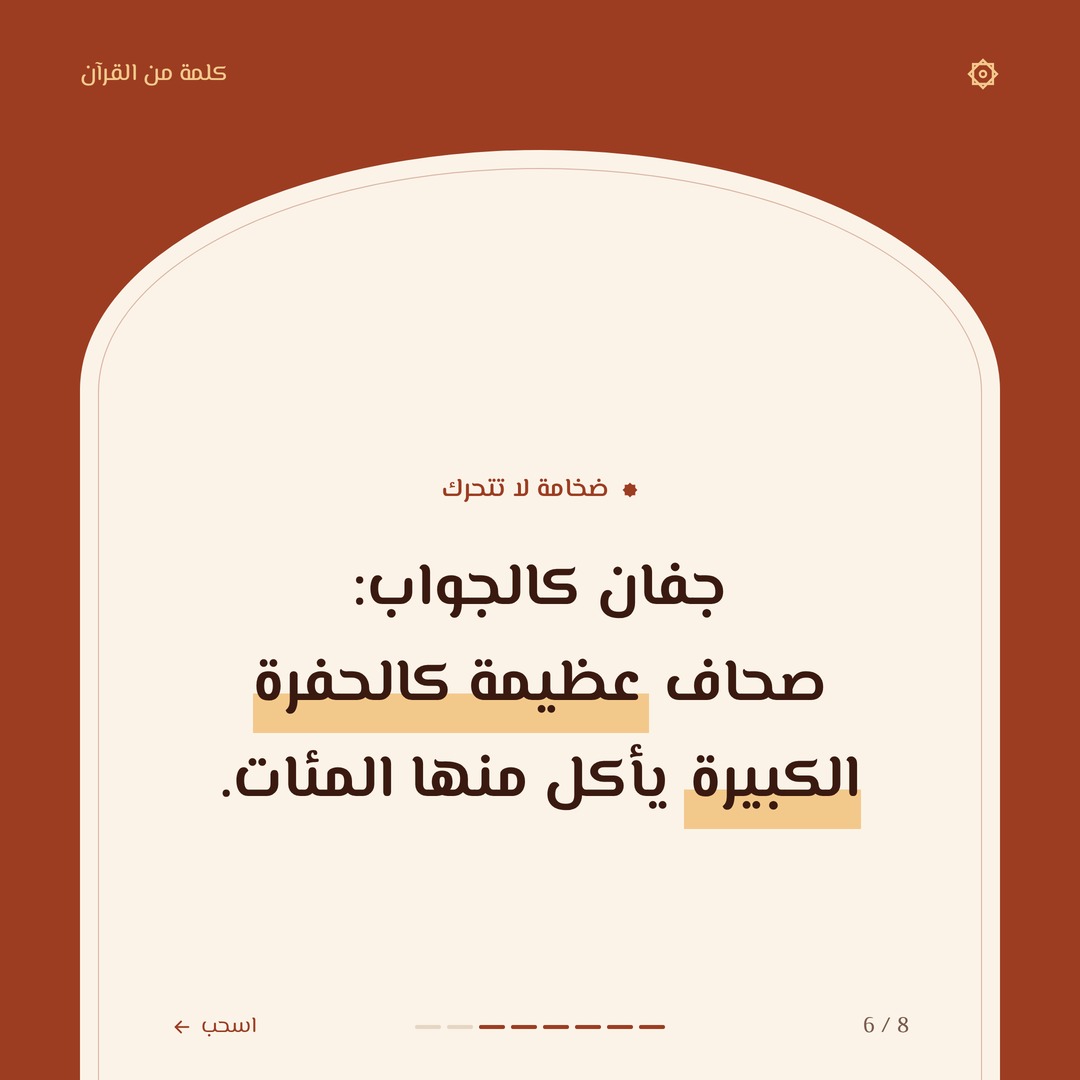 كلمة من القرآن
ضخامة لا تتحرك
جفان كالجواب:
صحاف عظيمة كالحفرة
الكبيرة يأكل منها المئات.
6 / 8
اسحب ←